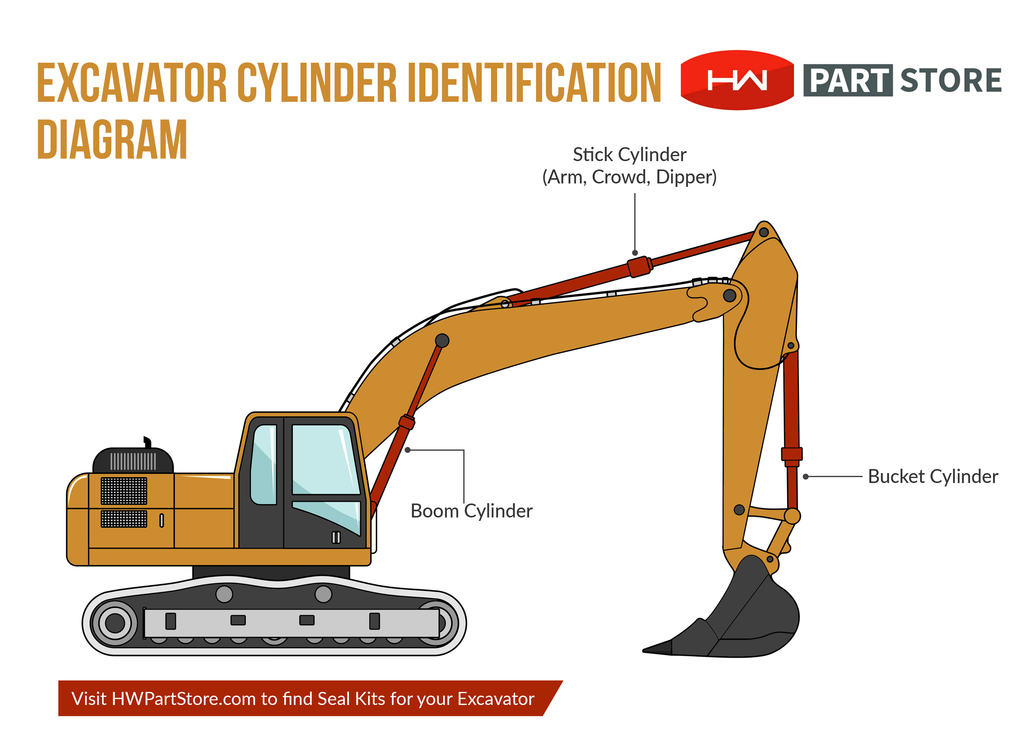 EXCAVATOR CYLINDER IDENTIFICATION
DIAGRAM
HW PART STORE
Stick Cylinder
(Arm, Crowd, Dipper)
Boom Cylinder
Bucket Cylinder
Visit HWPartStore.com to find Seal Kits for your Excavator